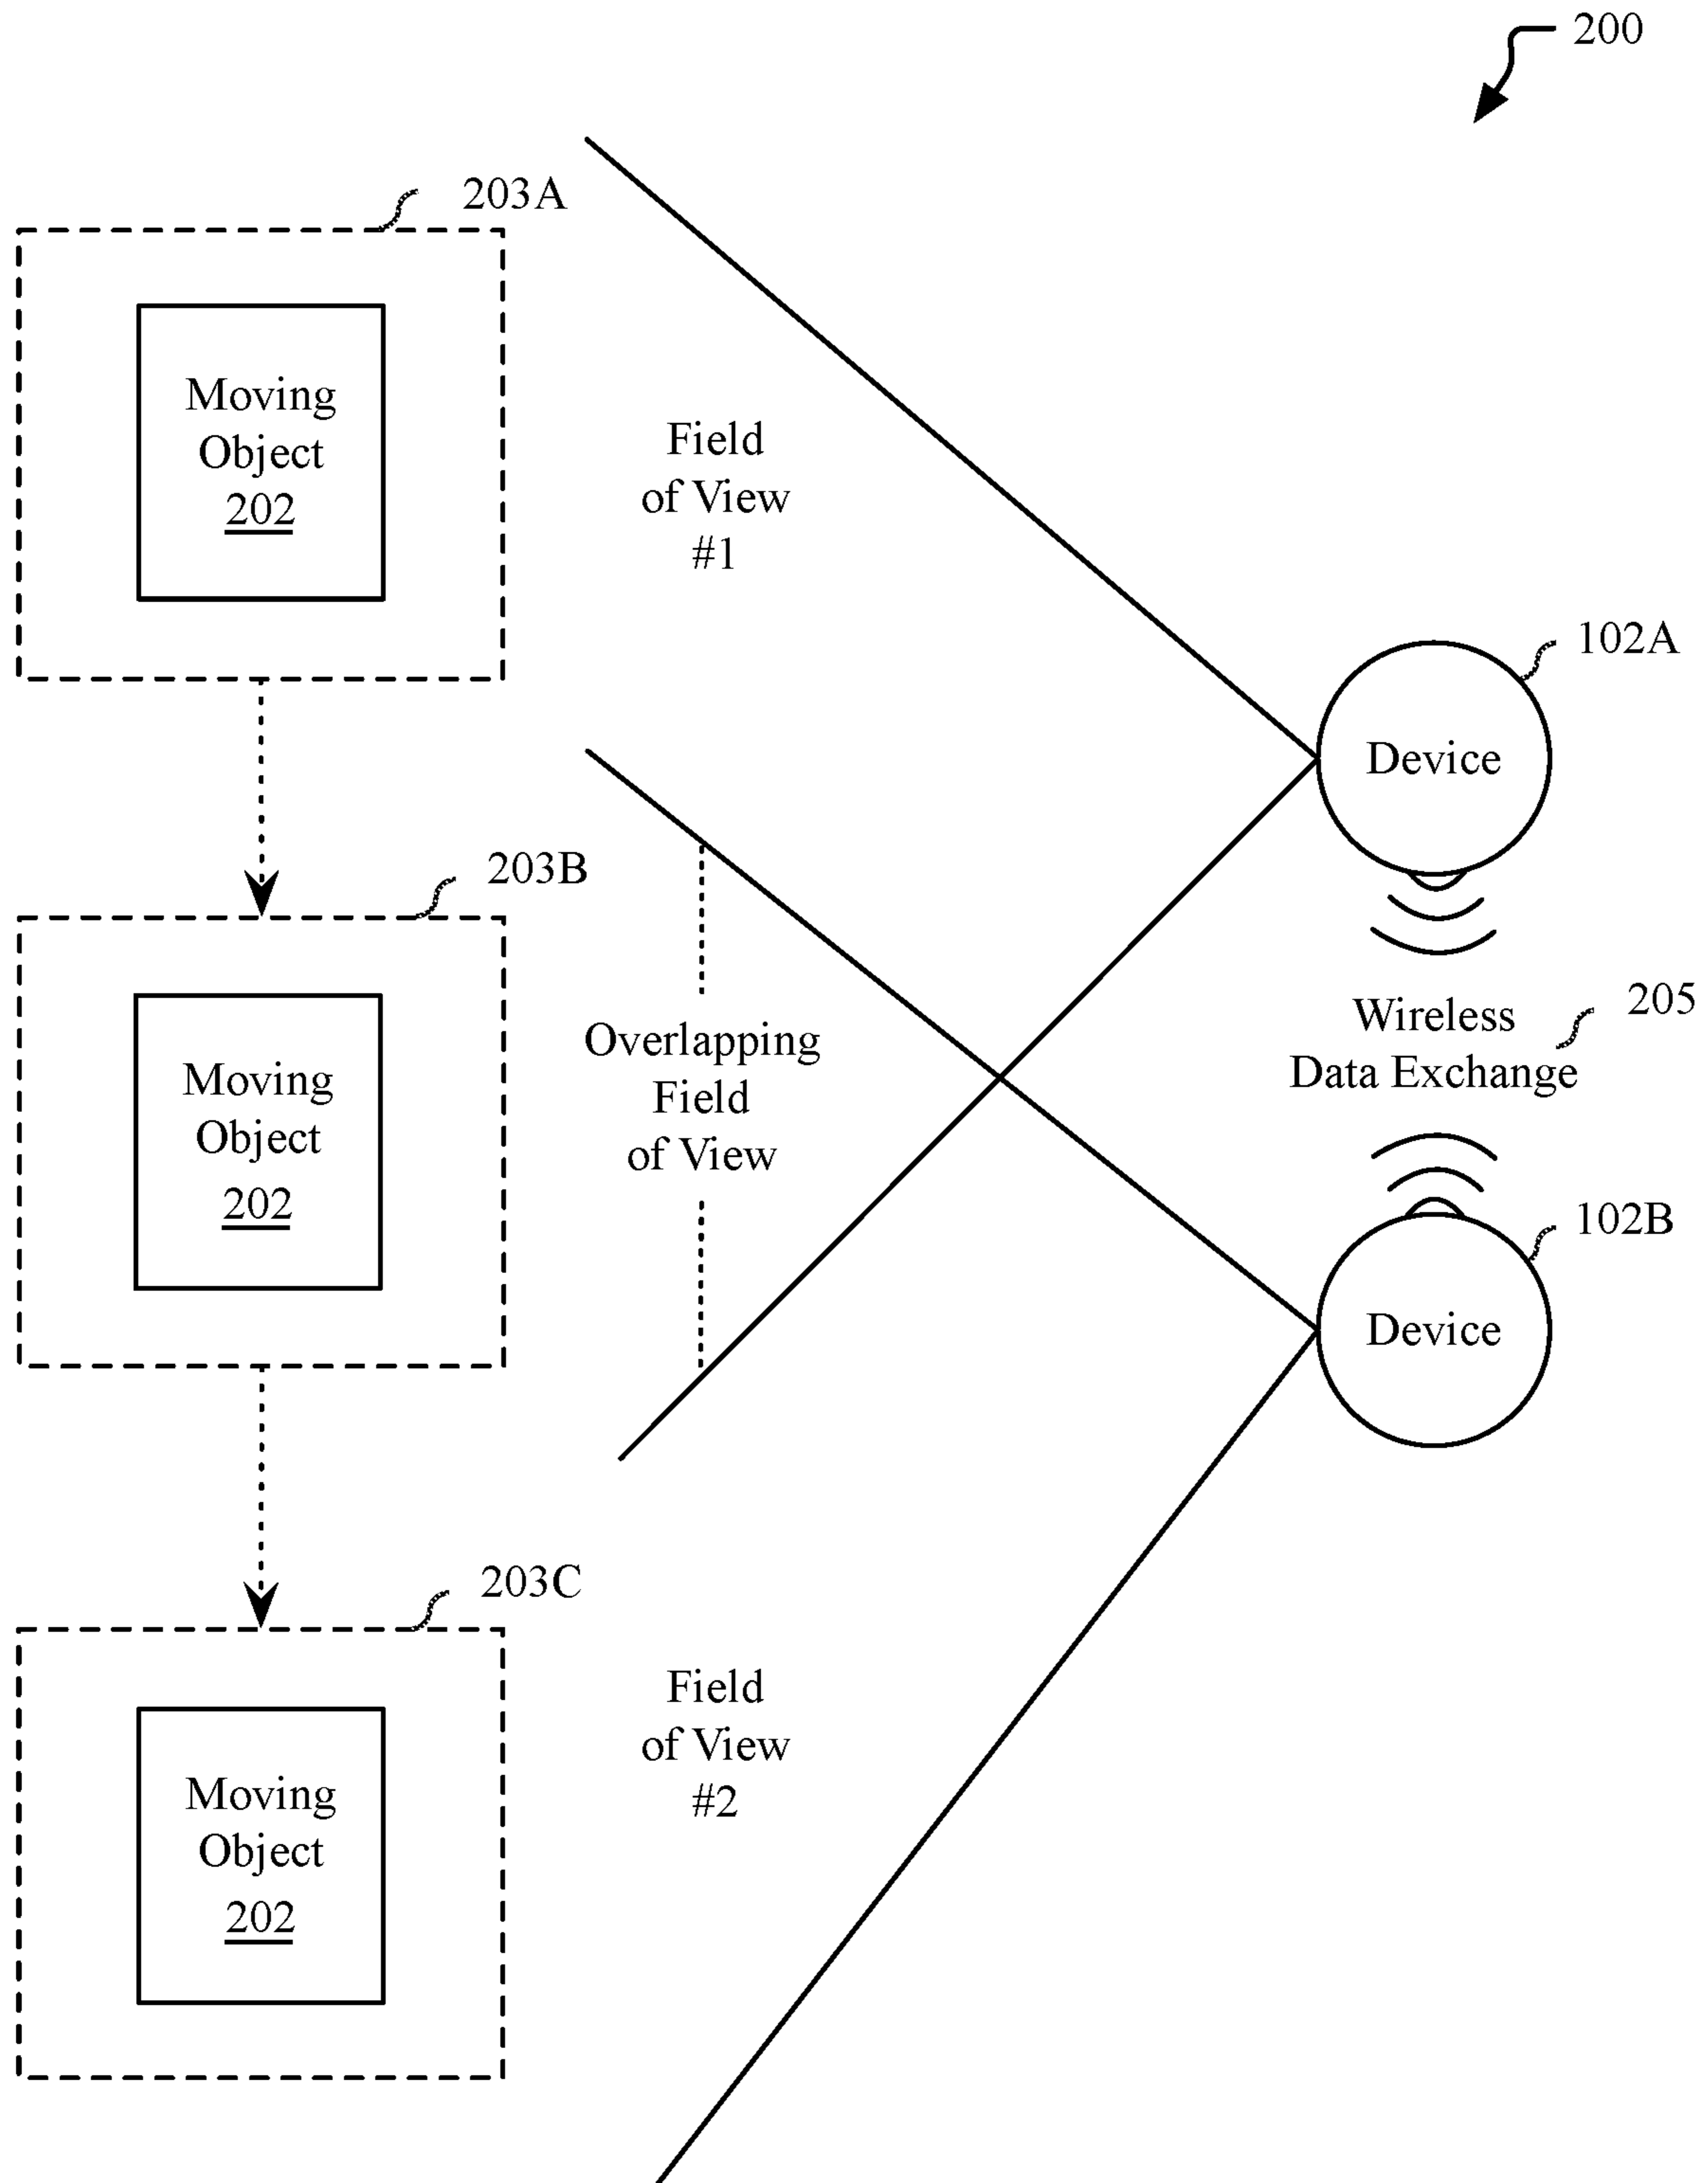 200
203A
Moving
Object
202
Field
of View
#1
102A
Device
203B
Moving
Object
202
Overlapping
Field
of View
Wireless
Data Exchange
205
102B
Device
203C
Moving
Object
202
Field
of View
#2